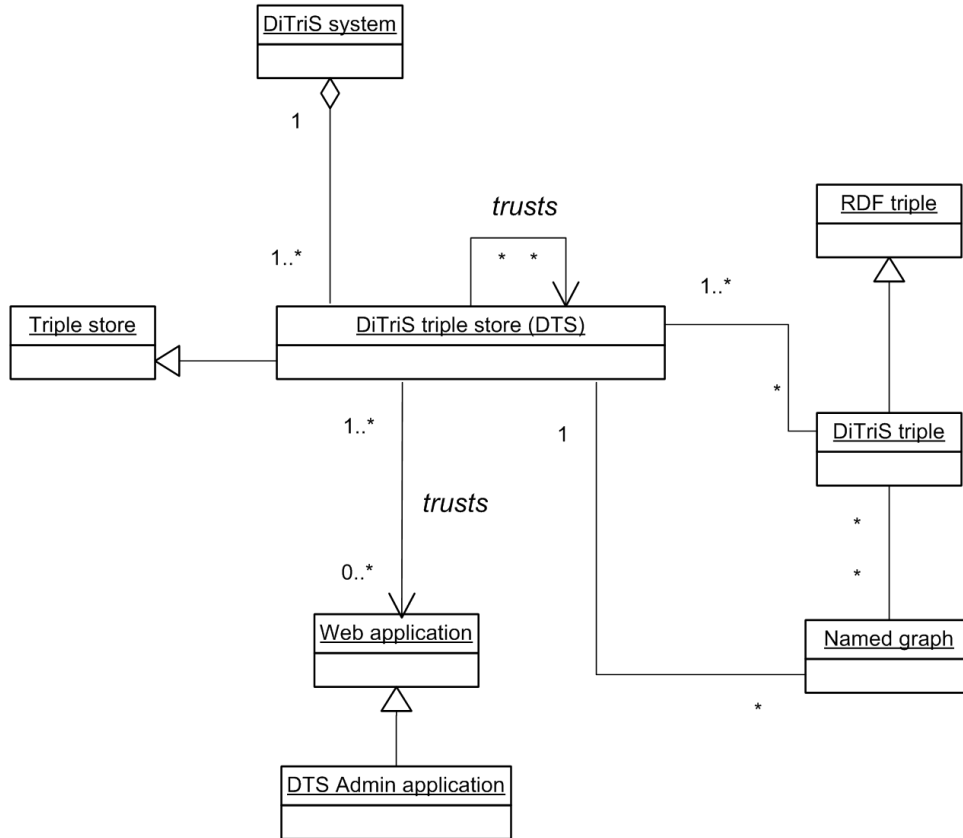 DiTriS system
1
trusts
RDF triple
1..*
* *
1..*
Triple store
DiTriS triple store (DTS)
*
1..*
1
DiTriS triple
trusts
*
0..*
*
Web application
Named graph
*
DTS Admin application